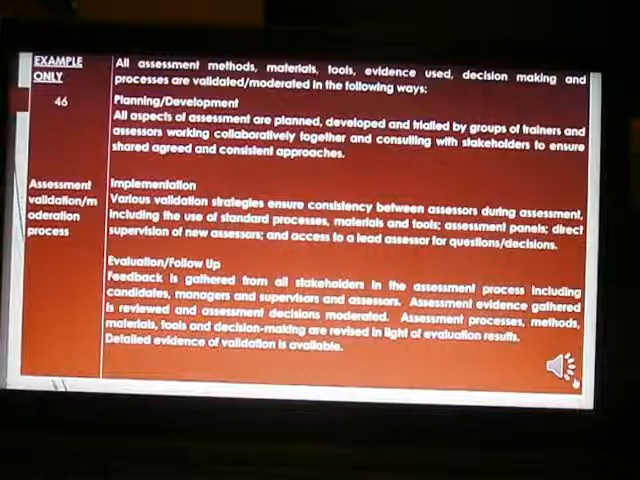 EXAMPLE
ONLY
46
All assessment methods, materials, tools, evidence used, decision making and
processes are validated/moderated in the following ways:
Planning/Development
All aspects of assessment are planned, developed and trialled by groups of trainers and
assessors working collaboratively together and consulting with stakeholders to ensure
shared agreed and consistent approaches.
Assessment
validation/m
oderation
process
Implementation
Various validation strategies ensure consistency between assessors during assessment,
including the use of standard processes, materials and tools; assessment panels; direct
supervision of new assessors; and access to a lead assessor for questions/decisions.
Evaluation/Follow Up
Feedback is gathered from all stakeholders in the assessment process including
candidates, managers and supervisors and assessors. Assessment evidence gathered
is reviewed and assessment decisions moderated. Assessment processes, methods,
materials, tools and decision-making are revised in light of evaluation results.
Detailed evidence of validation is available.